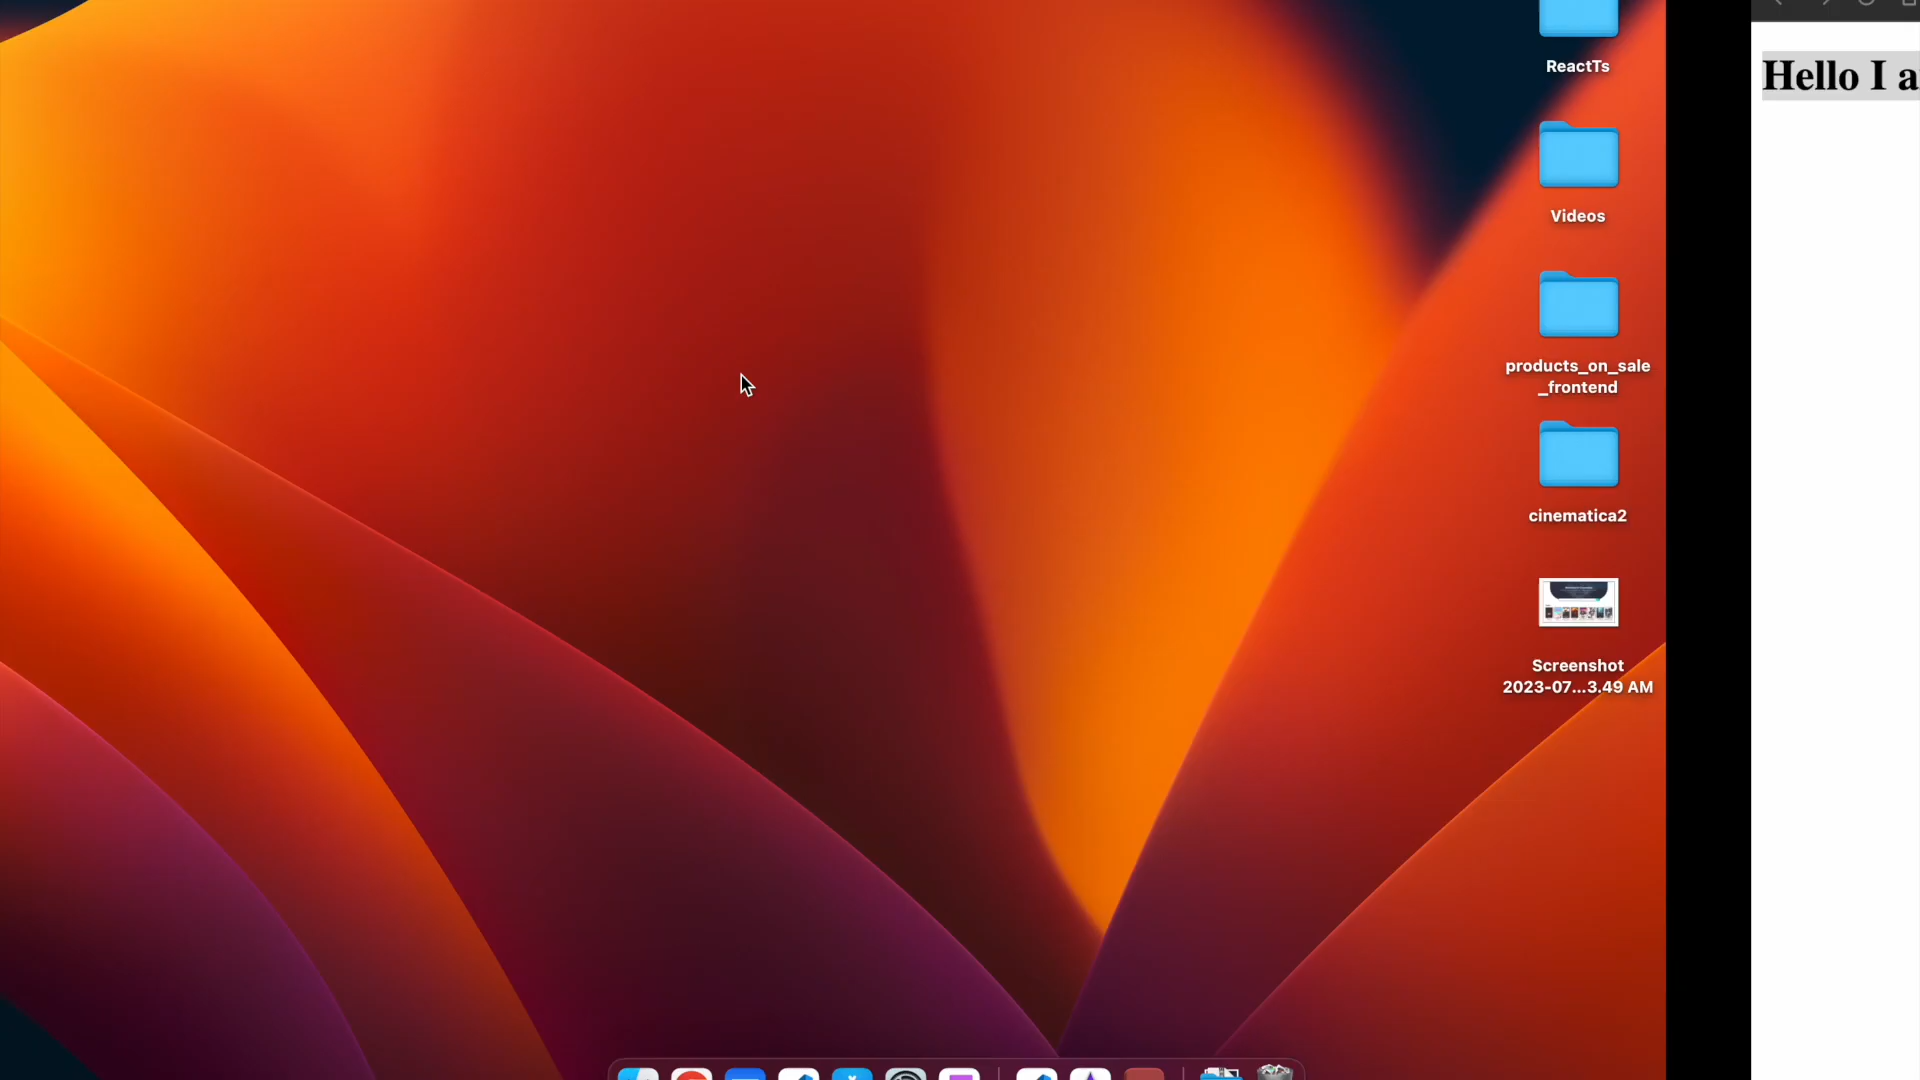 ReactTs
Hello I a
Videos
products_on_sale
_frontend
cinematica2
Screenshot
2023-07...3.49 AM